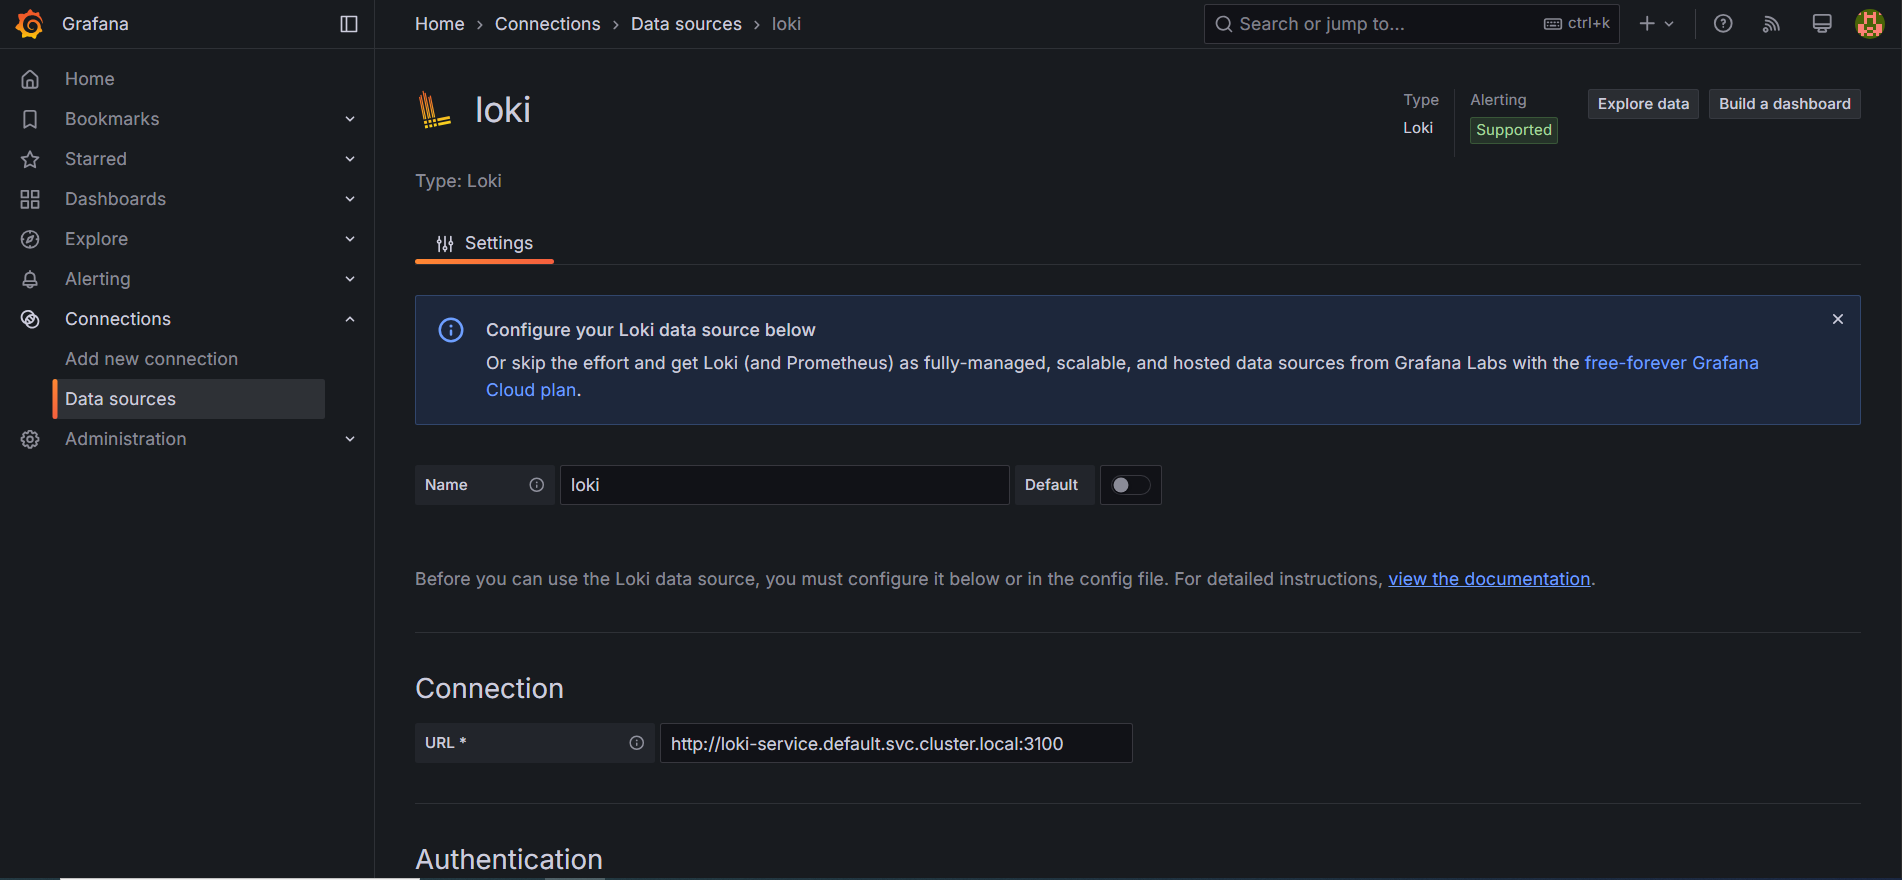 Grafana
Home › Connections › Data sources › loki
Search or jump to...
ctrl+k
Home
Bookmarks
Starred
Dashboards
Explore
Alerting
Connections
Add new connection
Data sources
Administration
loki
Type
Loki
Alerting
Supported
Explore data
Build a dashboard
Type: Loki
Settings
Configure your Loki data source below
Or skip the effort and get Loki (and Prometheus) as fully-managed, scalable, and hosted data sources from Grafana Labs with the free-forever Grafana
Cloud plan.
Name
loki
Default
Before you can use the Loki data source, you must configure it below or in the config file. For detailed instructions, view the documentation.
Connection
URL *
http://loki-service.default.svc.cluster.local:3100
Authentication